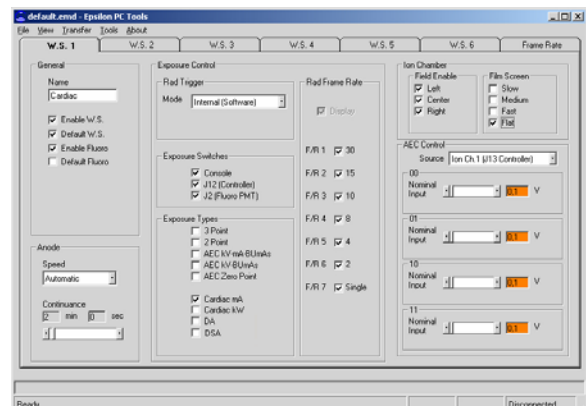 default.emd - Epsilon PC Tools
File View Transfer Tools About
W.S. 1 W.S. 2 W.S. 3 W.S. 4 W.S. 5 W.S. 6 Frame Rate
General
Name
Cardiac
Enable W.S.
Default W.S.
Enable Fluoro
Default Fluoro
Anode
Speed
Automatic
Continuance
2 min 0 sec
Exposure Control
Rad Trigger
Mode Internal (Software)
Exposure Switches
Console
J12 (Controller)
J2 (Fluoro PMT)
Exposure Types
3 Point
2 Point
AEC kV-mA-BUmAs
AEC kV-BUmAs
AEC Zero Point
Cardiac mA
Cardiac kW
DA
DSA
Rad Frame Rate
Display
F/R 1 30
F/R 2 15
F/R 3 10
F/R 4 8
F/R 5 4
F/R 6 2
F/R 7 Single
Ion Chamber
Field Enable
Left
Center
Right
Film Screen
Slow
Medium
Fast
Flat
AEC Control
Source Ion Ch.1 (J13 Controller)
00
Nominal
Input 0,1 V
01
Nominal
Input 0,1 V
10
Nominal
Input 0,1 V
11
Nominal
Input 0,1 V
Ready Disconnected